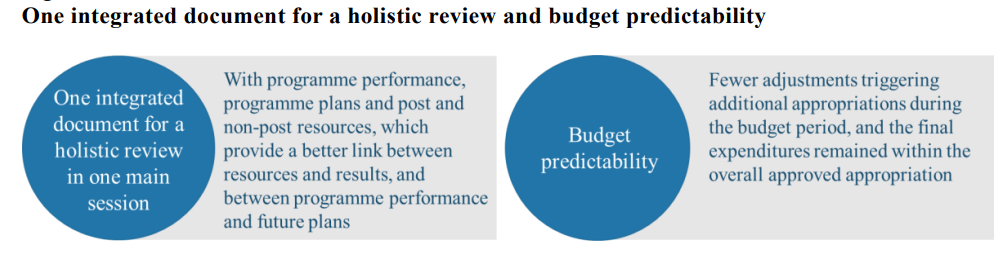 One integrated document for a holistic review and budget predictability
One integrated
document for a
holistic review
in one main
session
With programme performance,
programme plans and post and
non-post resources, which
provide a better link between
resources and results, and
between programme performance
and future plans
Budget
predictability
Fewer adjustments triggering
additional appropriations during
the budget period, and the final
expenditures remained within the
overall approved appropriation